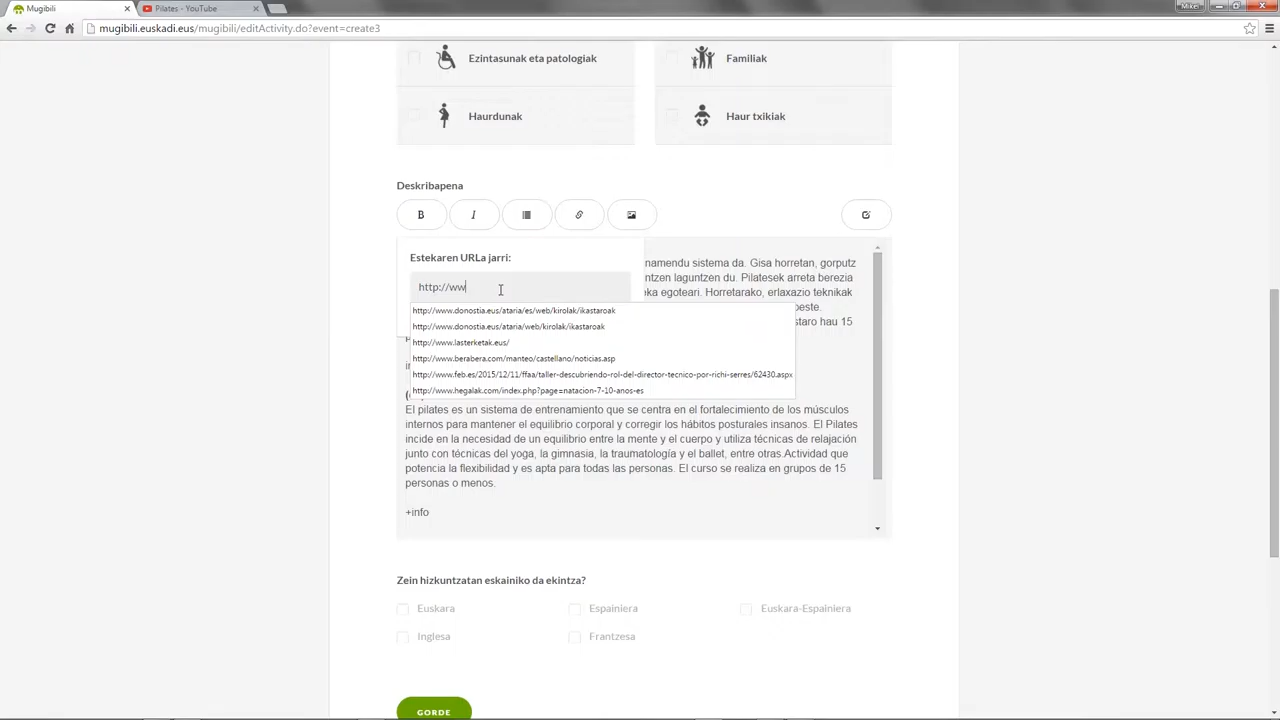 Mugibili
Pilates - YouTube
Mikel
mugibili.euskadi.eus/mugibili/editActivity.do?event=create3
Ezintasunak eta patologiak
Familiak
Haurdunak
Haur txikiak
Deskribapena
B
I
Estekaren URLa jarri:
namendu sistema da. Gisa horretan, gorputz
http://ww
ntzen laguntzen du. Pilatesek arreta berezia
eka egoteari. Horretarako, erlaxazio teknikak
este.
http://www.donostia.eus/ataria/es/web/kirolak/ikastaroak
staro hau 15
http://www.donostia.eus/ataria/web/kirolak/ikastaroak
http://www.lasterketak.eus/
http://www.berabera.com/manteo/castellano/noticias.asp
http://www.feb.es/2015/12/11/ffaa/taller-descubriendo-rol-del-director-tecnico-por-richi-serres/62430.aspx
http://www.hegalak.com/index.php?page=natacion-7-10-anos-es
El pilates es un sistema de entrenamiento que se centra en el fortalecimiento de los músculos
internos para mantener el equilibrio corporal y corregir los hábitos posturales insanos. El Pilates
incide en la necesidad de un equilibrio entre la mente y el cuerpo y utiliza técnicas de relajación
junto con técnicas del yoga, la gimnasia, la traumatología y el ballet, entre otras.Actividad que
potencia la flexibilidad y es apta para todas las personas. El curso se realiza en grupos de 15
personas o menos.
+info
Zein hizkuntzatan eskainiko da ekintza?
Euskara
Espainiera
Euskara-Espainiera
Inglesa
Frantzesa
GORDE